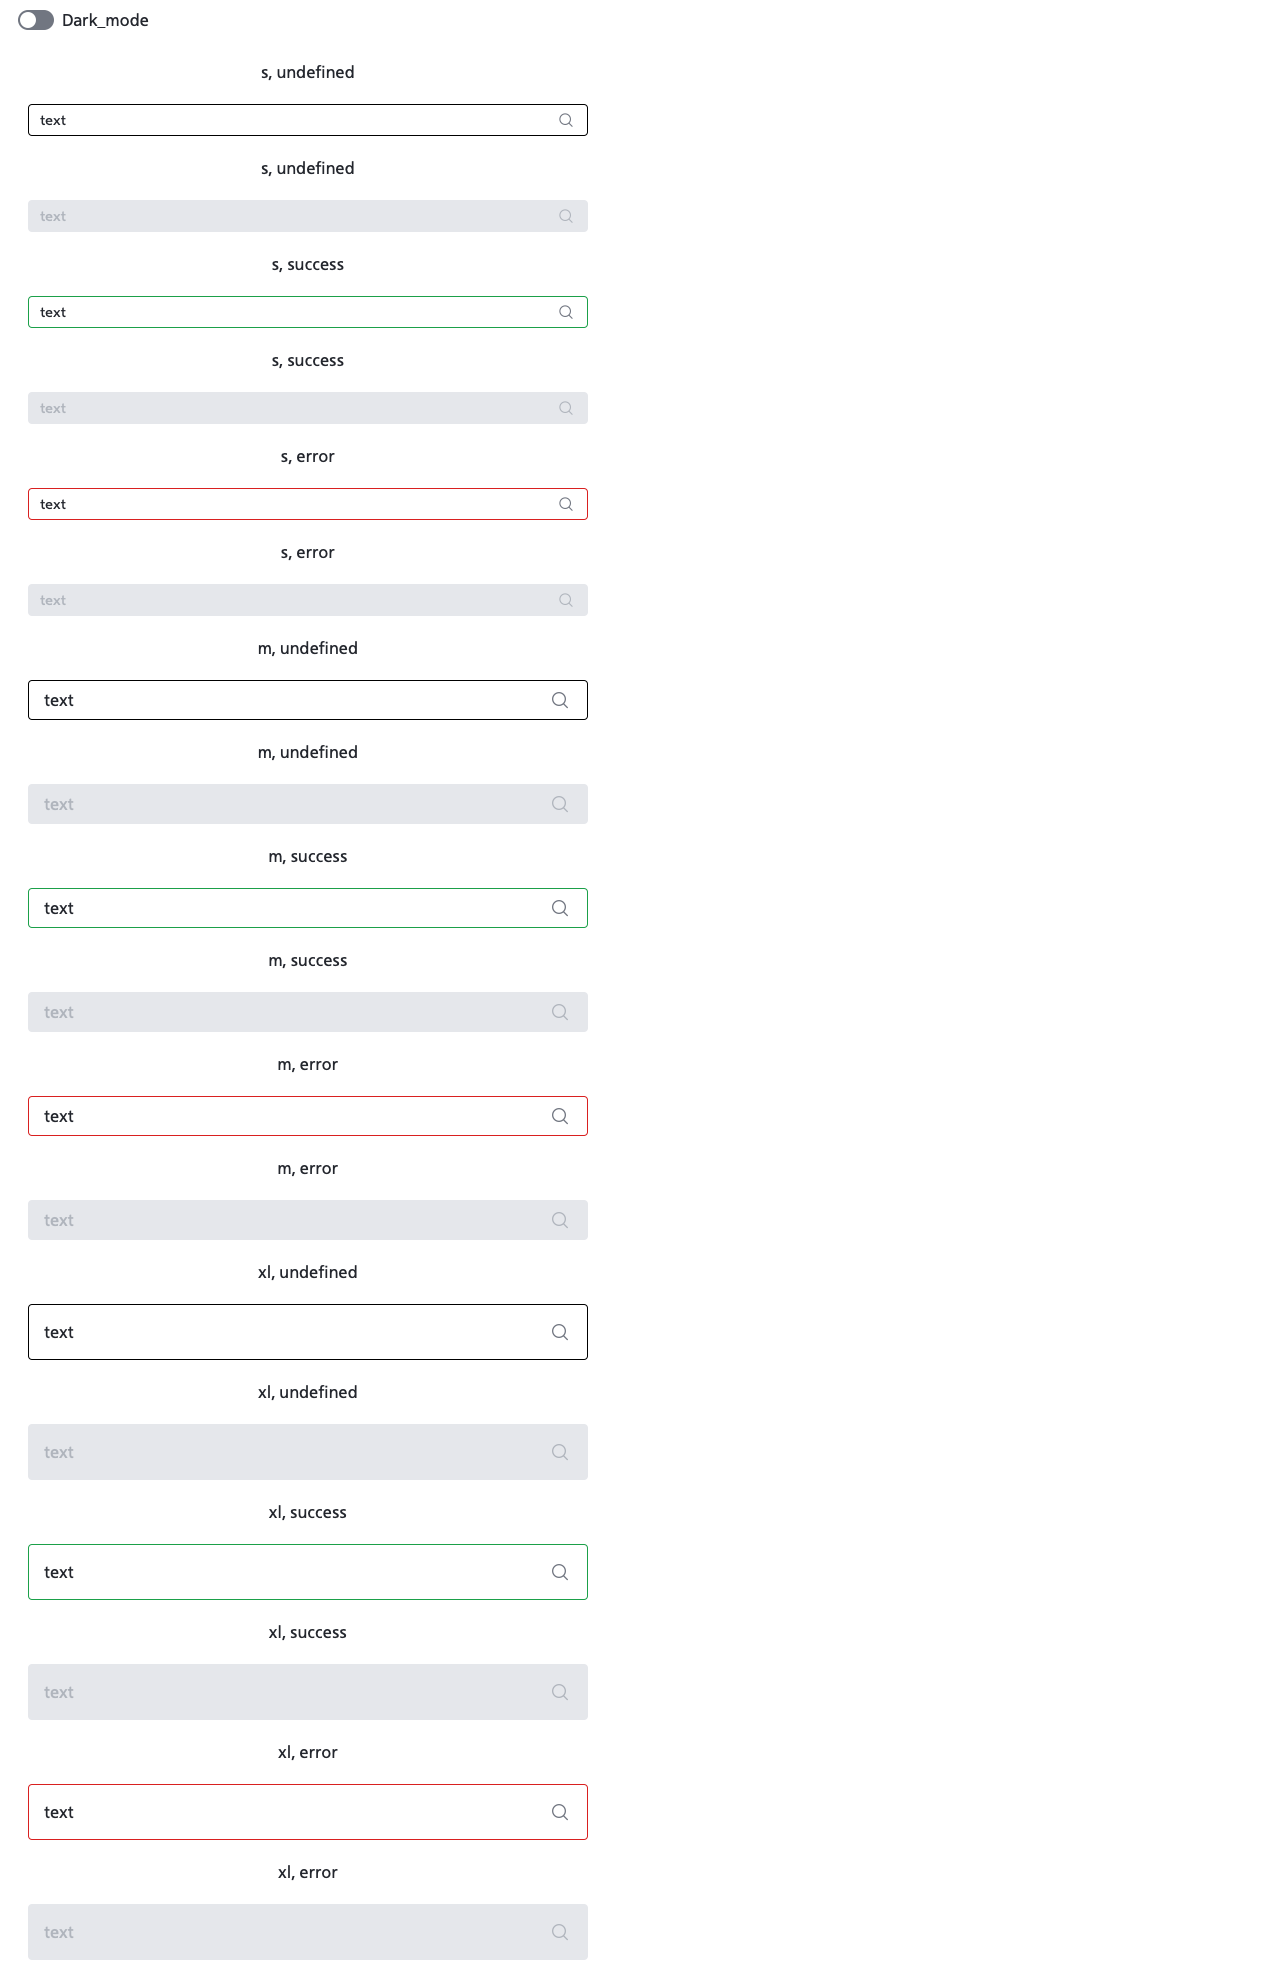 Dark_mode
s, undefined
text
s, undefined
text
s, success
text
s, success
text
s, error
text
s, error
text
m, undefined
text
m, undefined
text
m, success
text
m, success
text
m, error
text
m, error
text
xl, undefined
text
xl, undefined
text
xl, success
text
xl, success
text
xl, error
text
xl, error
text